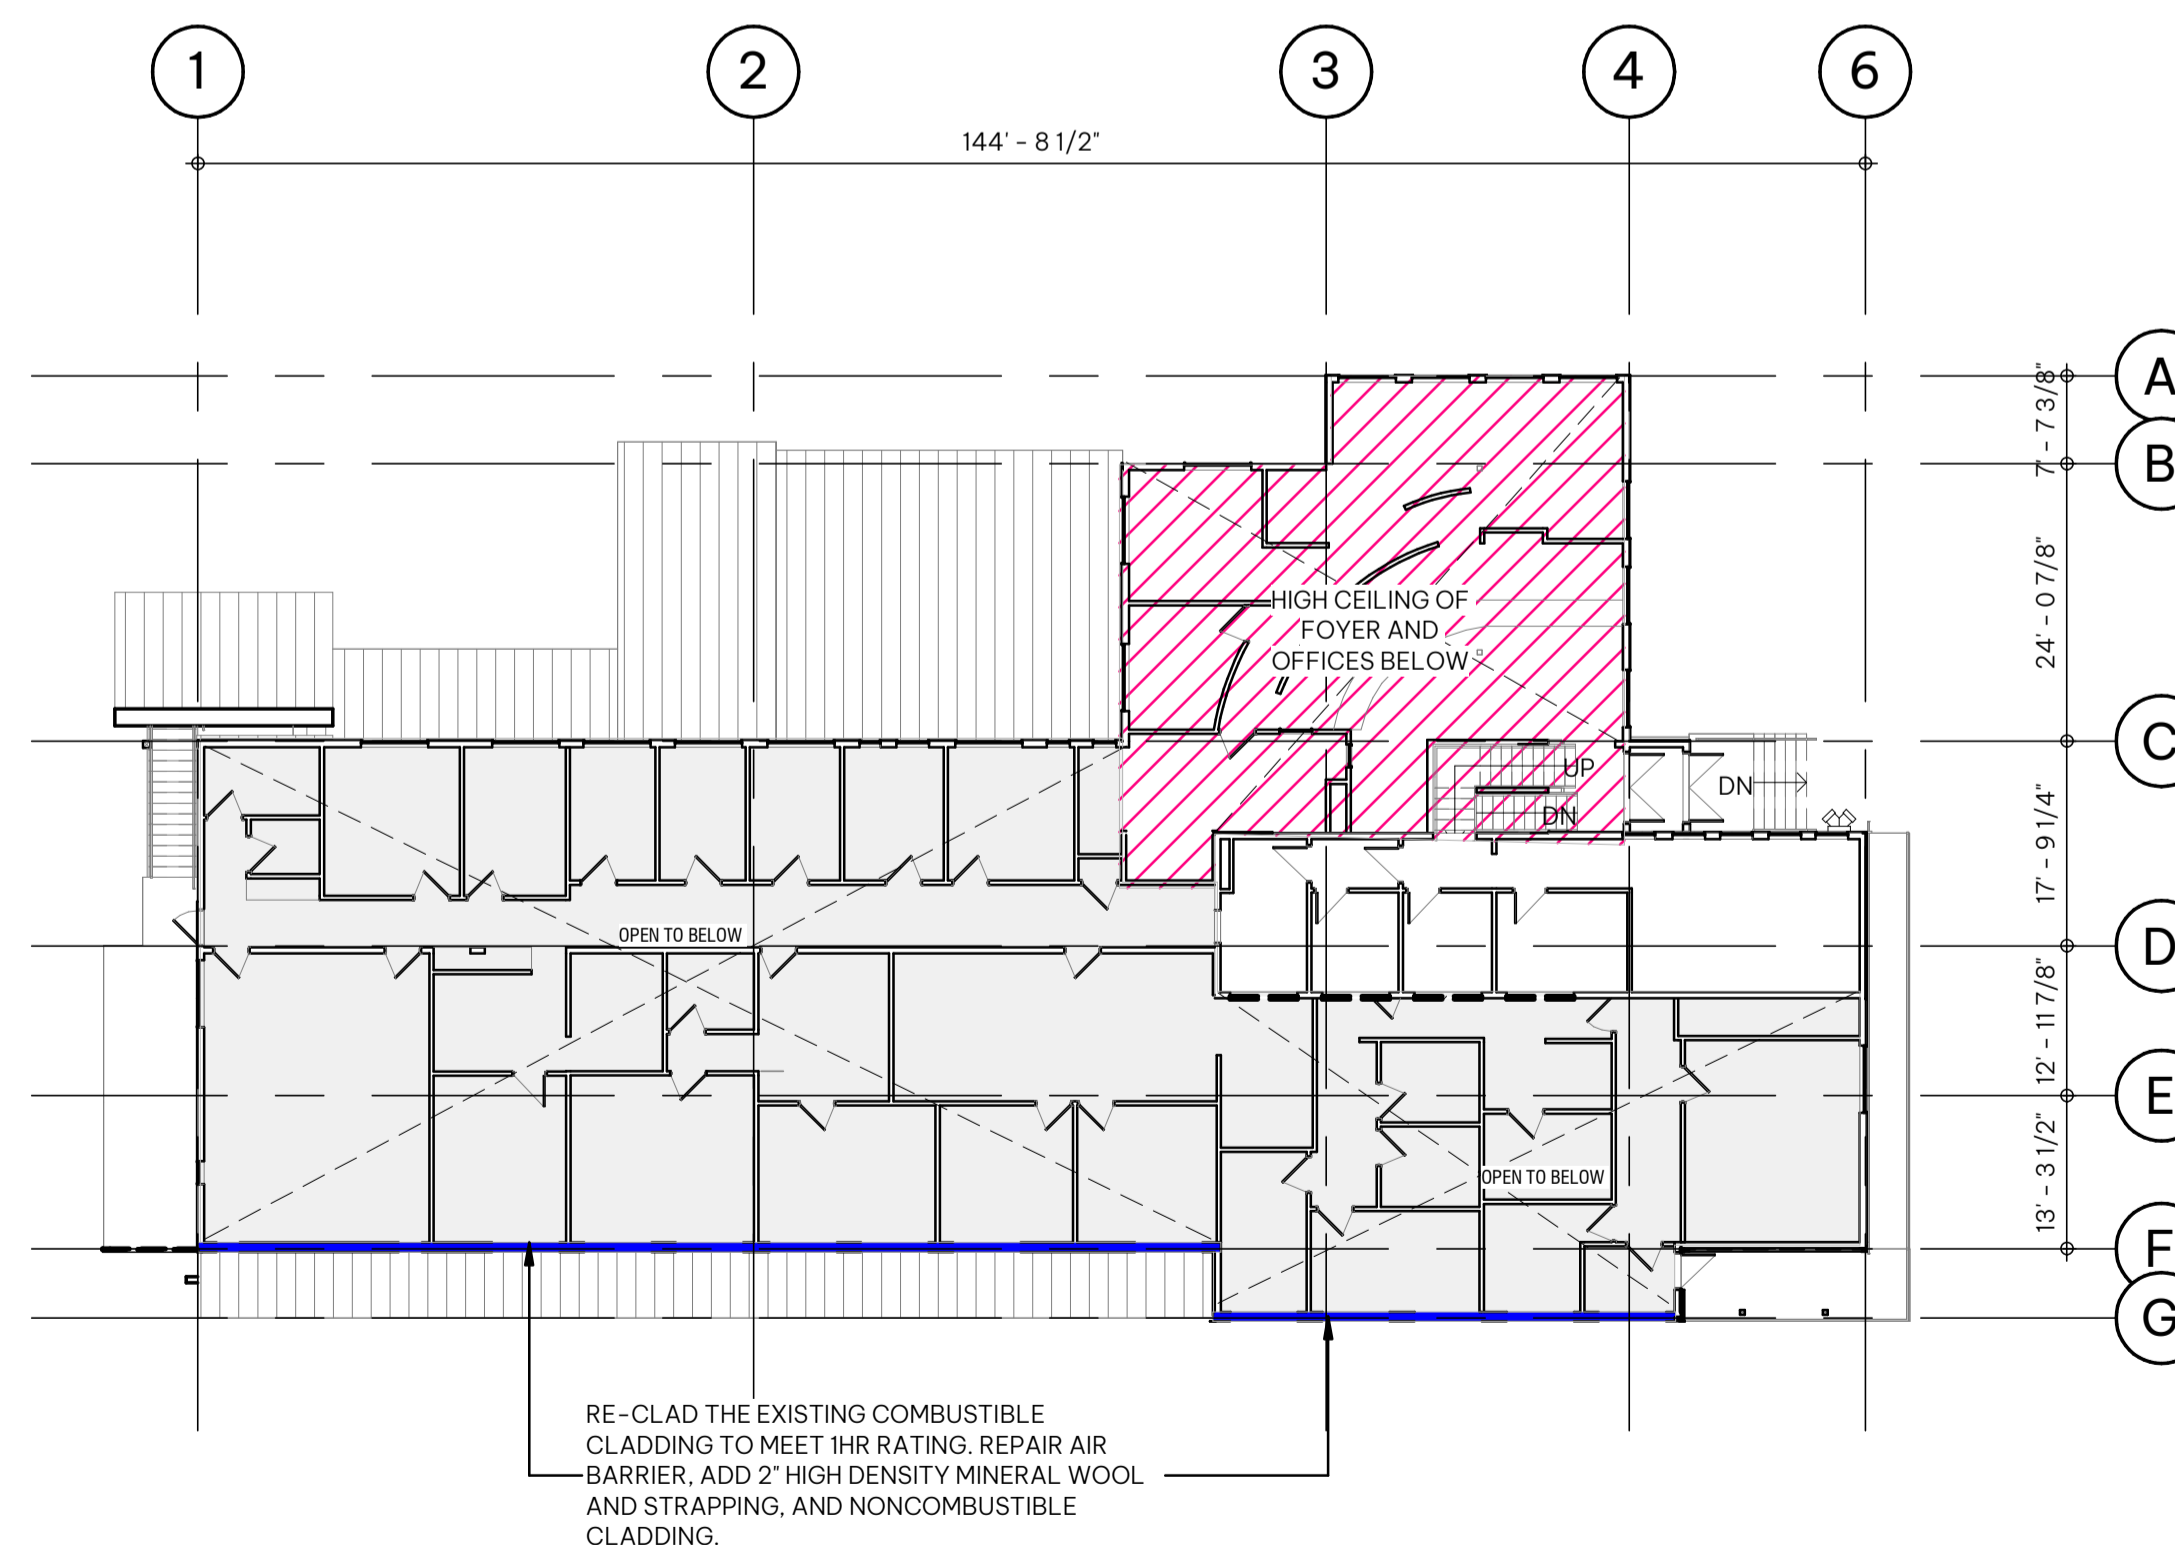 1
2
3
4
6
144' - 8 1/2"
A
7' - 7 3/8"
B
24' - 0 7/8"
HIGH CEILING OF
FOYER AND
OFFICES BELOW
C
UP
DN
DN
17' - 9 1/4"
OPEN TO BELOW
D
12' - 11 7/8"
E
OPEN TO BELOW
13' - 3 1/2"
F
G
RE-CLAD THE EXISTING COMBUSTIBLE
CLADDING TO MEET 1HR RATING. REPAIR AIR
BARRIER, ADD 2" HIGH DENSITY MINERAL WOOL
AND STRAPPING, AND NONCOMBUSTIBLE
CLADDING.